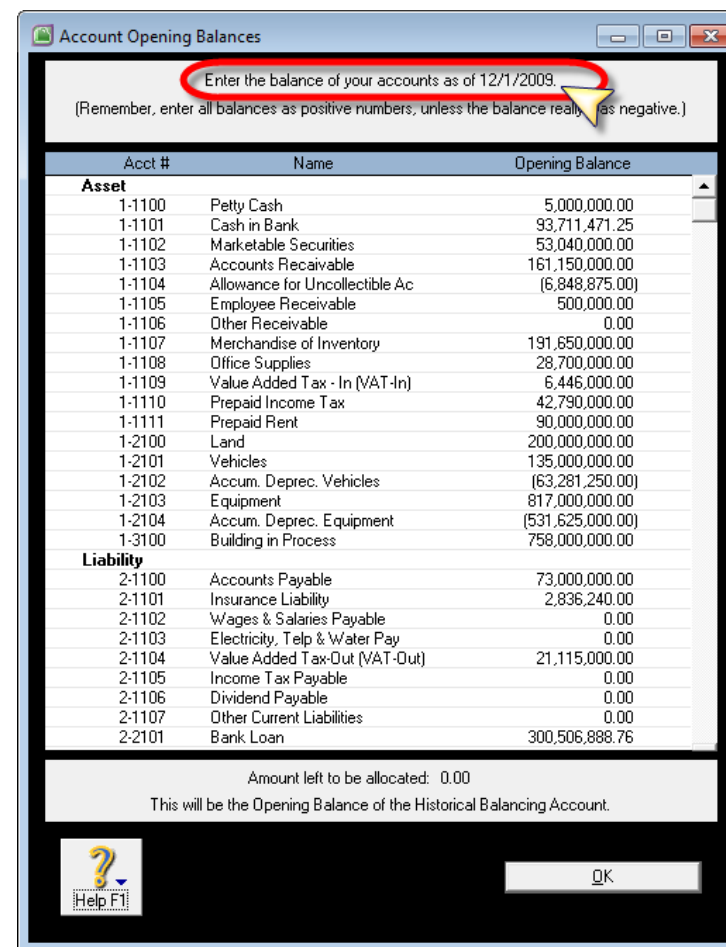 Account Opening Balances
Enter the balance of your accounts as of 12/1/2009.
(Remember, enter all balances as positive numbers, unless the balance really as negative.)
Acct # Name Opening Balance
Asset
1-1100 Petty Cash 5,000,000.00
1-1101 Cash in Bank 93,711,471.25
1-1102 Marketable Securities 53,040,000.00
1-1103 Accounts Recaivable 161,150,000.00
1-1104 Allowance for Uncollectible Ac (6,848,875.00)
1-1105 Employee Receivable 500,000.00
1-1106 Other Receivable 0.00
1-1107 Merchandise of Inventory 191,650,000.00
1-1108 Office Supplies 28,700,000.00
1-1109 Value Added Tax - In (VAT-In) 6,446,000.00
1-1110 Prepaid Income Tax 42,790,000.00
1-1111 Prepaid Rent 90,000,000.00
1-2100 Land 200,000,000.00
1-2101 Vehicles 135,000,000.00
1-2102 Accum. Deprec. Vehicles (63,281,250.00)
1-2103 Equipment 817,000,000.00
1-2104 Accum. Deprec. Equipment (531,625,000.00)
1-3100 Building in Process 758,000,000.00
Liability
2-1100 Accounts Payable 73,000,000.00
2-1101 Insurance Liability 2,836,240.00
2-1102 Wages & Salaries Payable 0.00
2-1103 Electricity, Telp & Water Pay 0.00
2-1104 Value Added Tax-Out (VAT-Out) 21,115,000.00
2-1105 Income Tax Payable 0.00
2-1106 Dividend Payable 0.00
2-1107 Other Current Liabilities 0.00
2-2101 Bank Loan 300,506,888.76
Amount left to be allocated: 0.00
This will be the Opening Balance of the Historical Balancing Account.
Help F1
OK